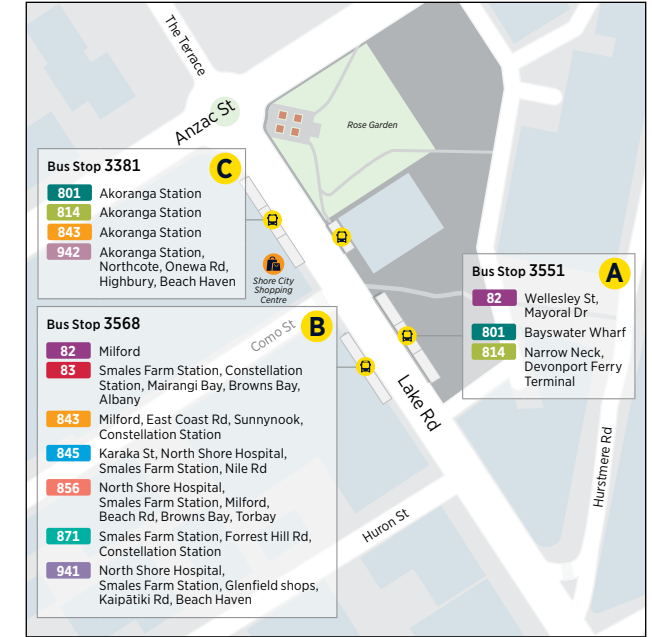 The Terrace
Anzac St
Rose Garden
Bus Stop 3381
C
801 Akoranga Station
814 Akoranga Station
843 Akoranga Station
942 Akoranga Station,
Northcote, Onewa Rd,
Highbury, Beach Haven
Shore City
Shopping
Centre
Bus Stop 3551
A
82 Wellesley St,
Mayoral Dr
801 Bayswater Wharf
814 Narrow Neck,
Devonport Ferry
Terminal
Como St
Bus Stop 3568
B
82 Milford
83 Smales Farm Station, Constellation
Station, Mairangi Bay, Browns Bay,
Albany
843 Milford, East Coast Rd, Sunnynook,
Constellation Station
845 Karaka St, North Shore Hospital,
Smales Farm Station, Nile Rd
856 North Shore Hospital,
Smales Farm Station, Milford,
Beach Rd, Browns Bay, Torbay
871 Smales Farm Station, Forrest Hill Rd,
Constellation Station
941 North Shore Hospital,
Smales Farm Station, Glenfield shops,
Kaipātiki Rd, Beach Haven
Lake Rd
Huron St
Hurstmere Rd